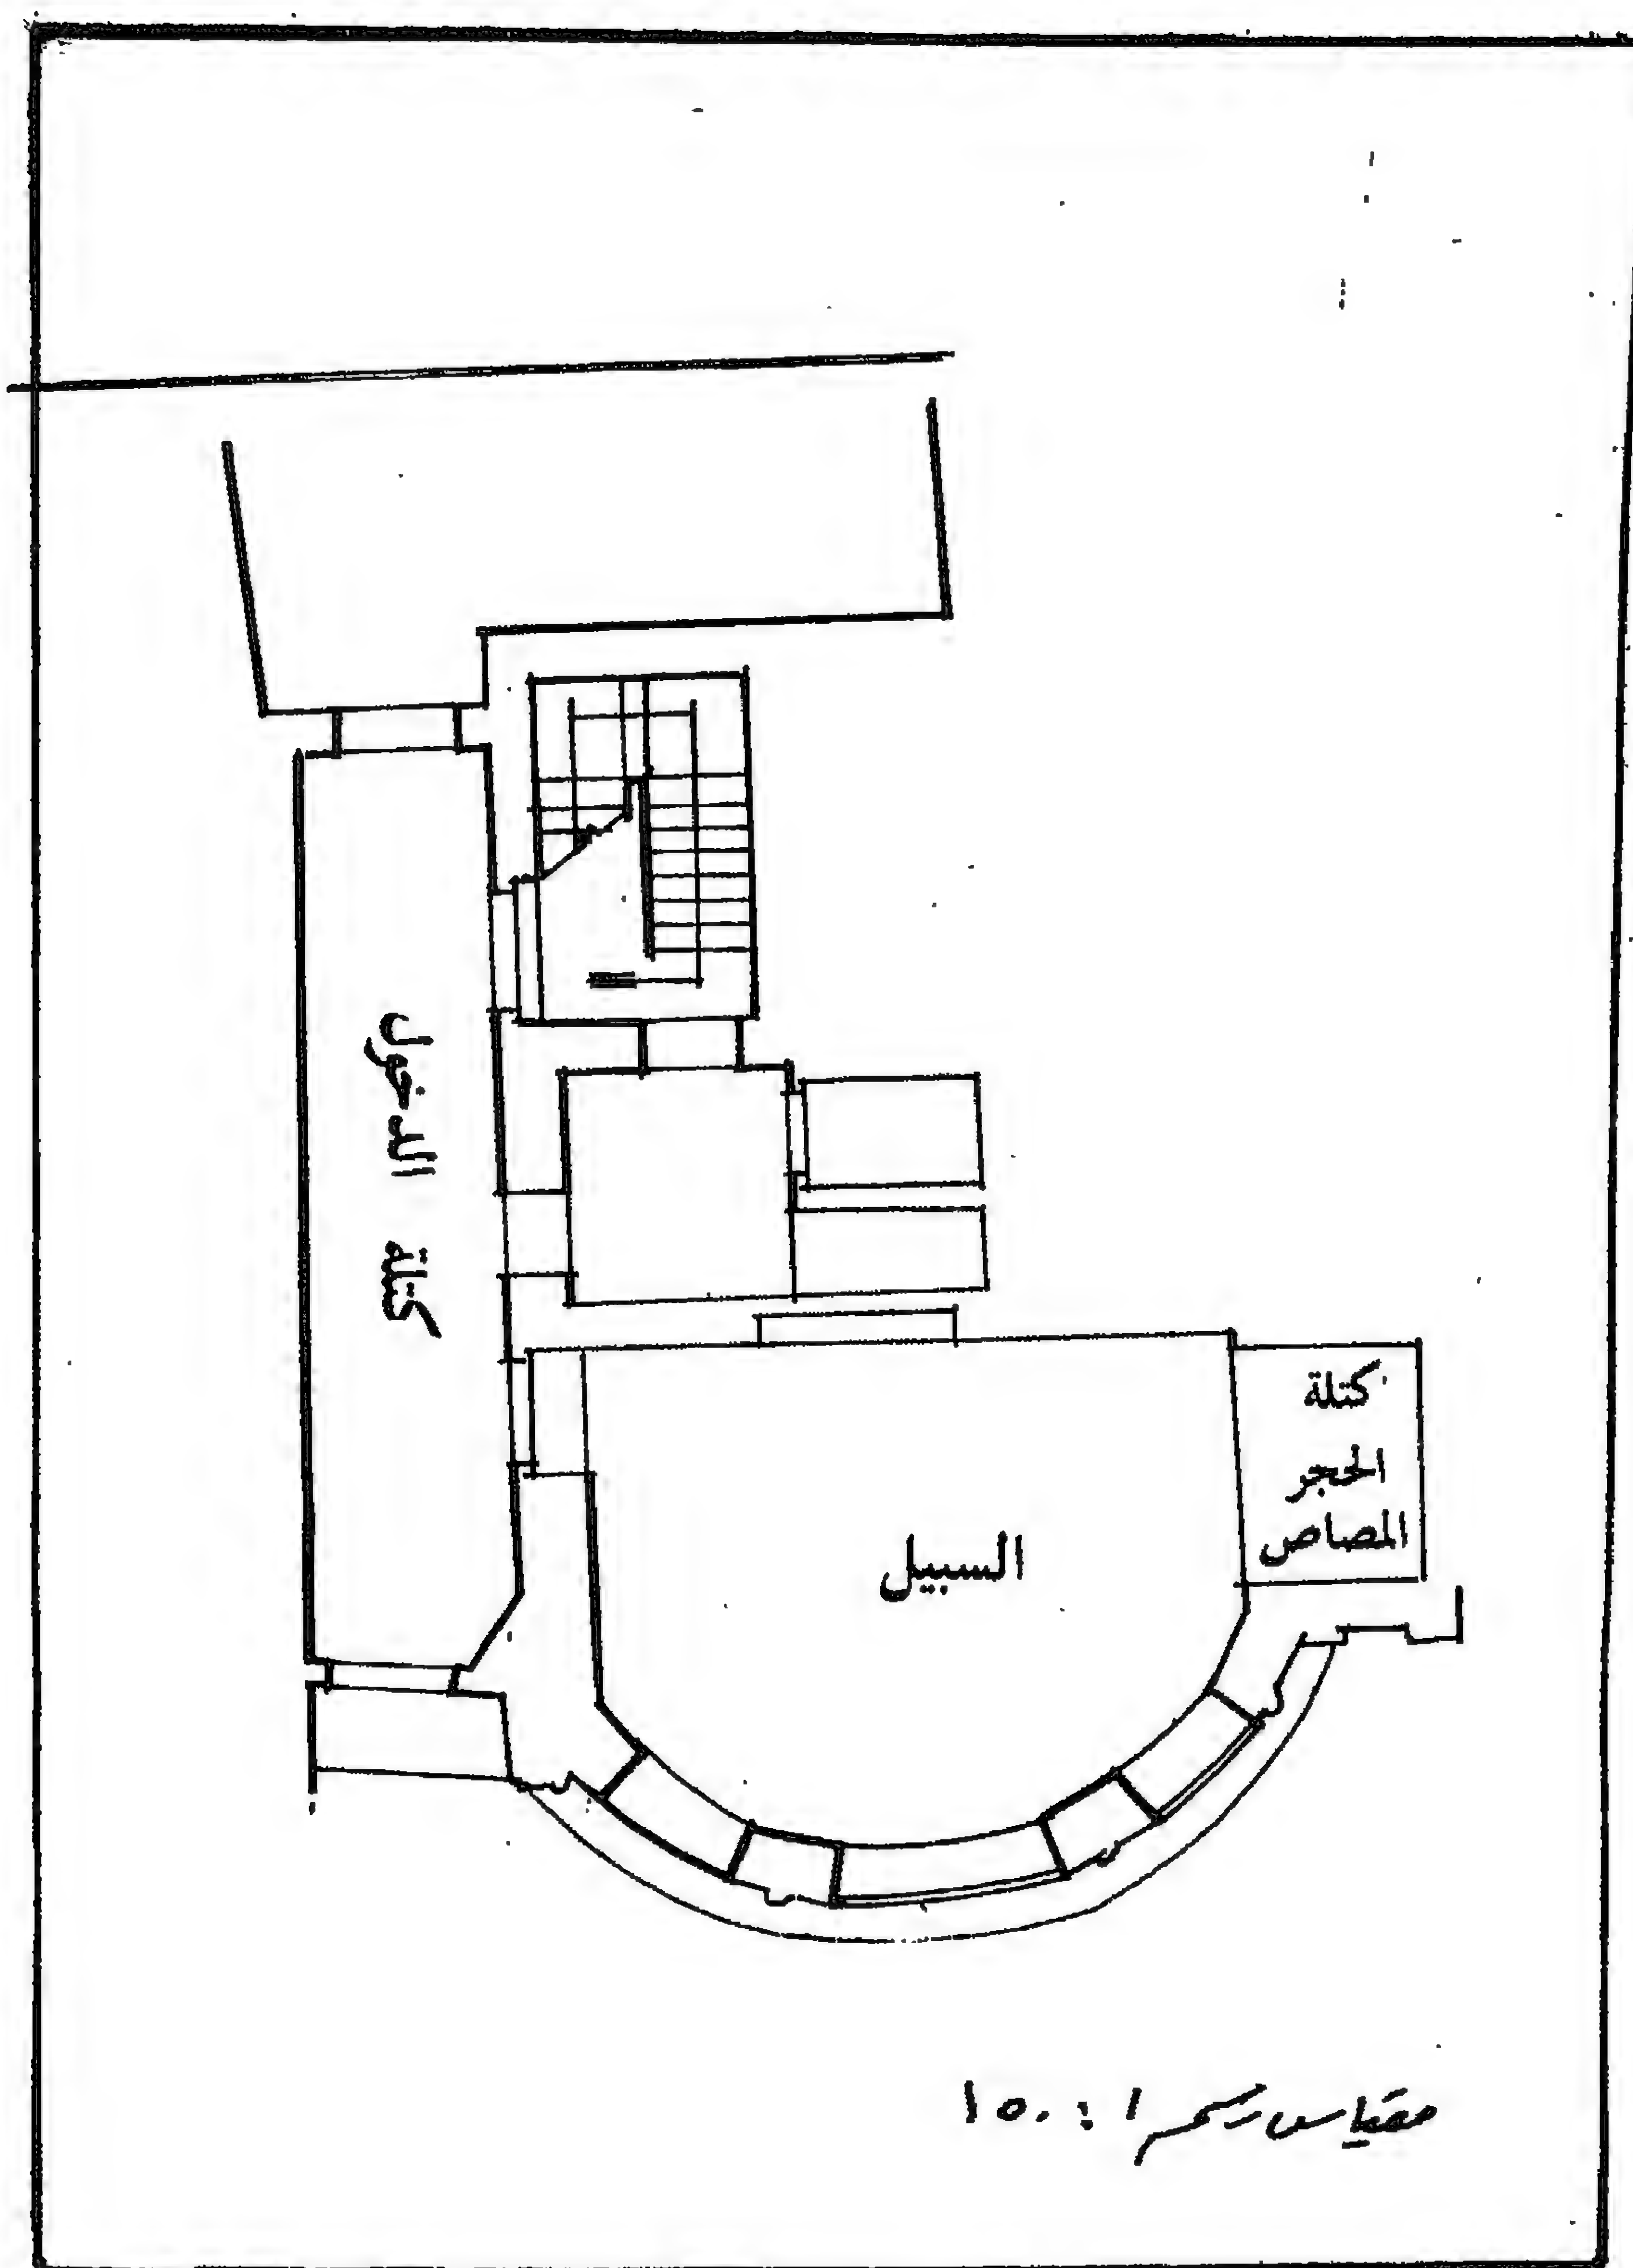 كتلة الدخول
كتلة
الحجر
المصاص
السبيل
مقياس رسم ١ : ١٥٠